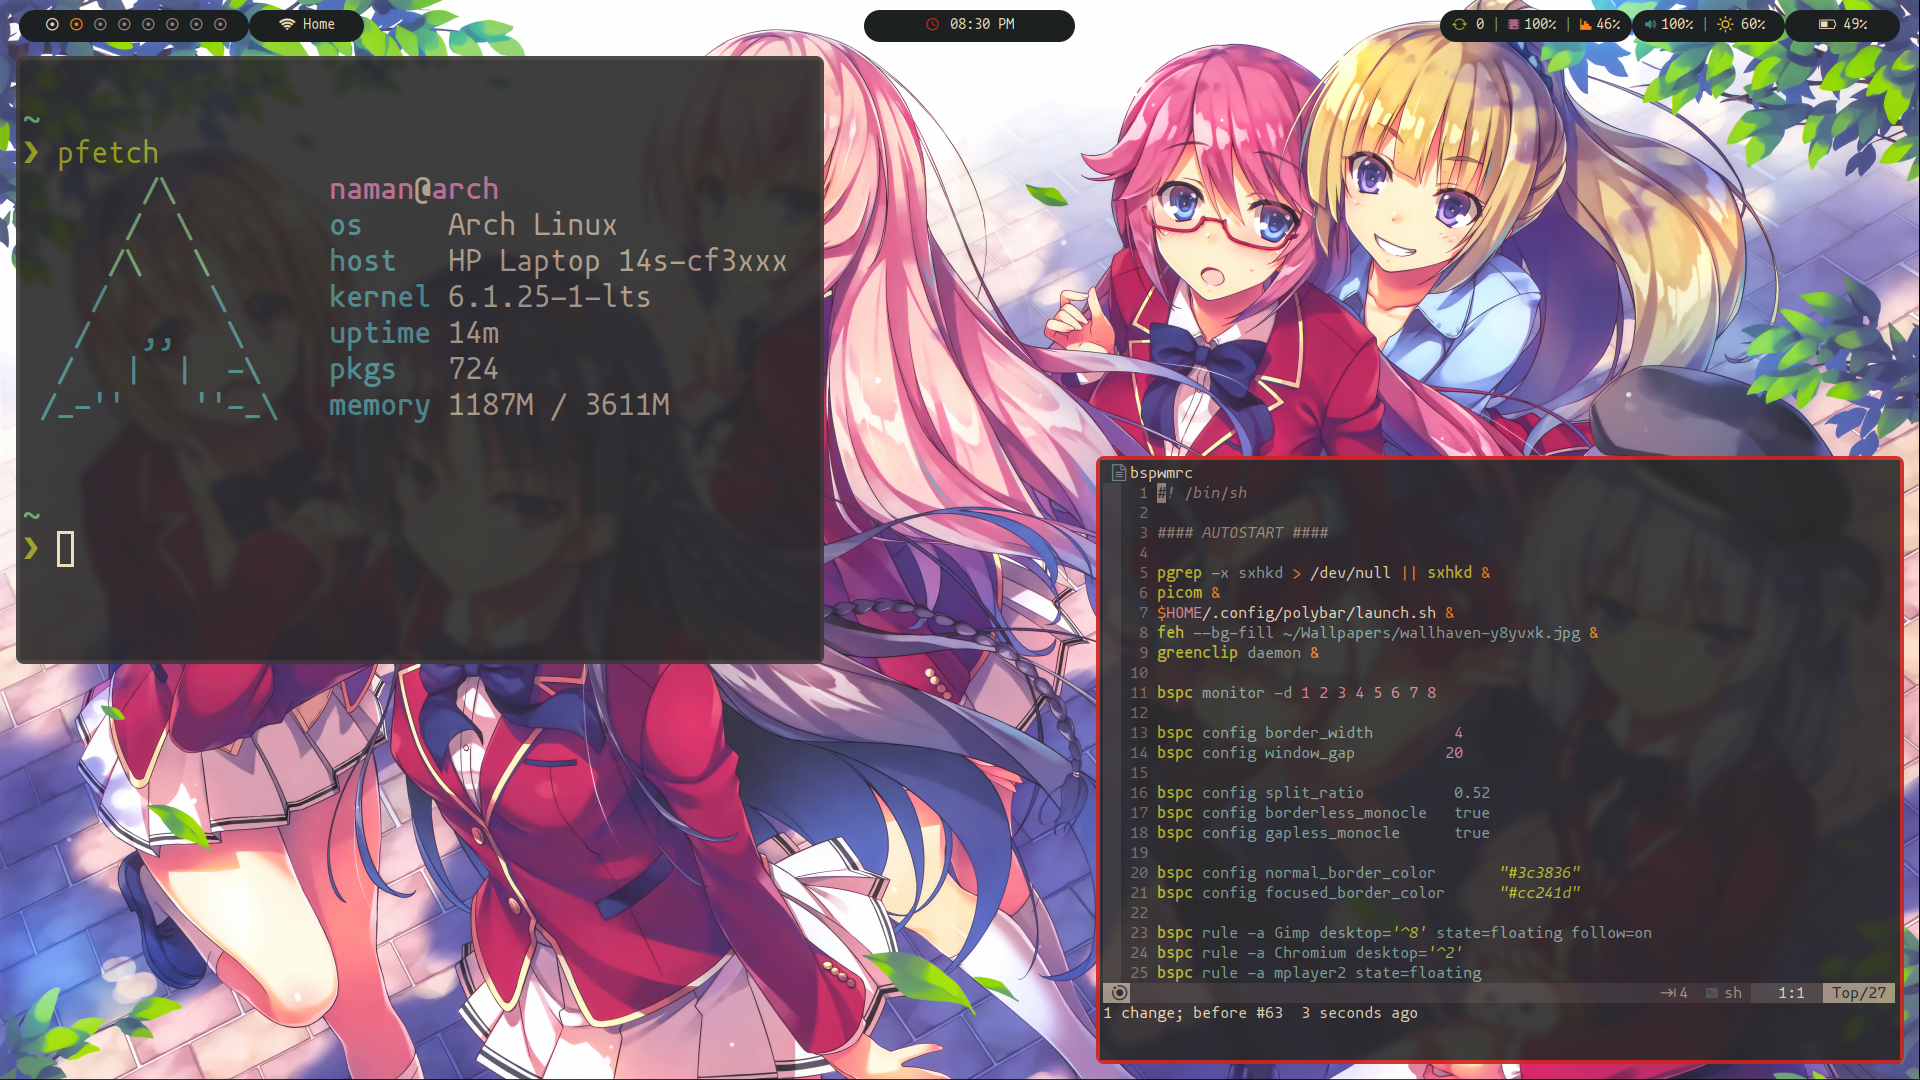 Home
08:30 PM
0 | 100% | 46%
100% | 60%
49%
~
❯ pfetch
naman@arch
os Arch Linux
host HP Laptop 14s-cf3xxx
kernel 6.1.25-1-lts
uptime 14m
pkgs 724
memory 1187M / 3611M
~
❯
bspwmrc
1 #! /bin/sh
2
3 #### AUTOSTART ####
4
5 pgrep -x sxhkd > /dev/null || sxhkd &
6 picom &
7 $HOME/.config/polybar/launch.sh &
8 feh --bg-fill ~/Wallpapers/wallhaven-y8yvxk.jpg &
9 greenclip daemon &
10
11 bspc monitor -d 1 2 3 4 5 6 7 8
12
13 bspc config border_width 4
14 bspc config window_gap 20
15
16 bspc config split_ratio 0.52
17 bspc config borderless_monocle true
18 bspc config gapless_monocle true
19
20 bspc config normal_border_color "#3c3836"
21 bspc config focused_border_color "#cc241d"
22
23 bspc rule -a Gimp desktop='^8' state=floating follow=on
24 bspc rule -a Chromium desktop='^2'
25 bspc rule -a mplayer2 state=floating
4 sh 1:1 Top/27
1 change; before #63 3 seconds ago